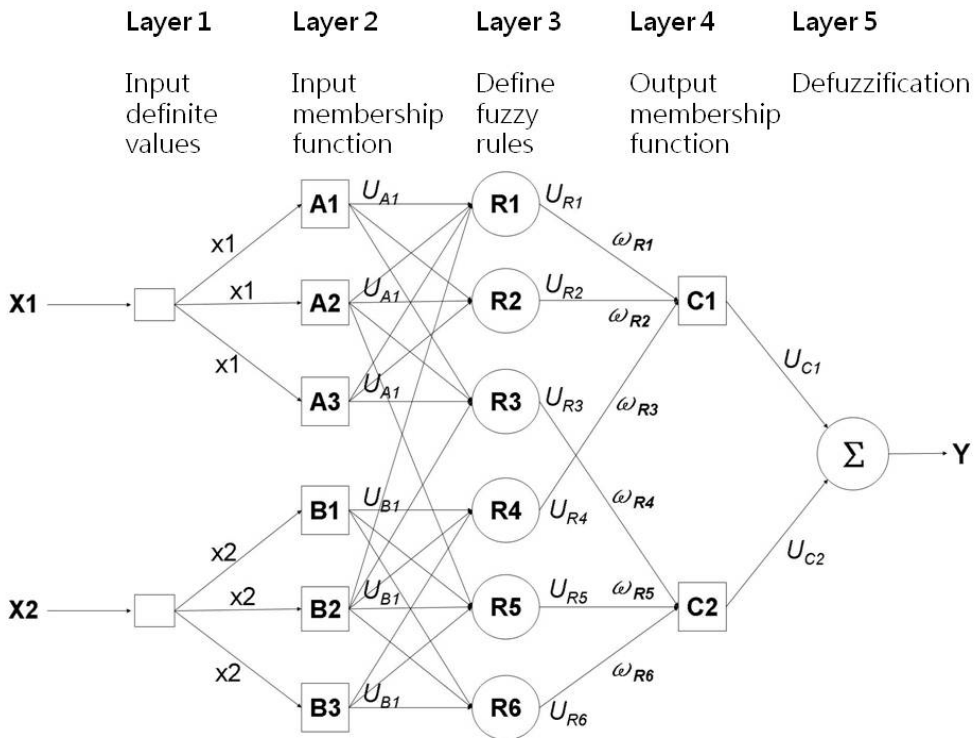 Layer 1
Layer 2
Layer 3
Layer 4
Layer 5
Input
definite
values
Input
membership
function
Define
fuzzy
rules
Output
membership
function
Defuzzification
A1
U_A1
R1
U_R1
x1
ω_R1
X1
x1
A2
U_A1
R2
U_R2
ω_R2
C1
x1
A3
U_A1
R3
U_R3
ω_R3
U_C1
Σ
Y
B1
U_B1
R4
U_R4
ω_R4
x2
U_C2
X2
x2
B2
U_B1
R5
U_R5
ω_R5
C2
x2
B3
U_B1
R6
U_R6
ω_R6